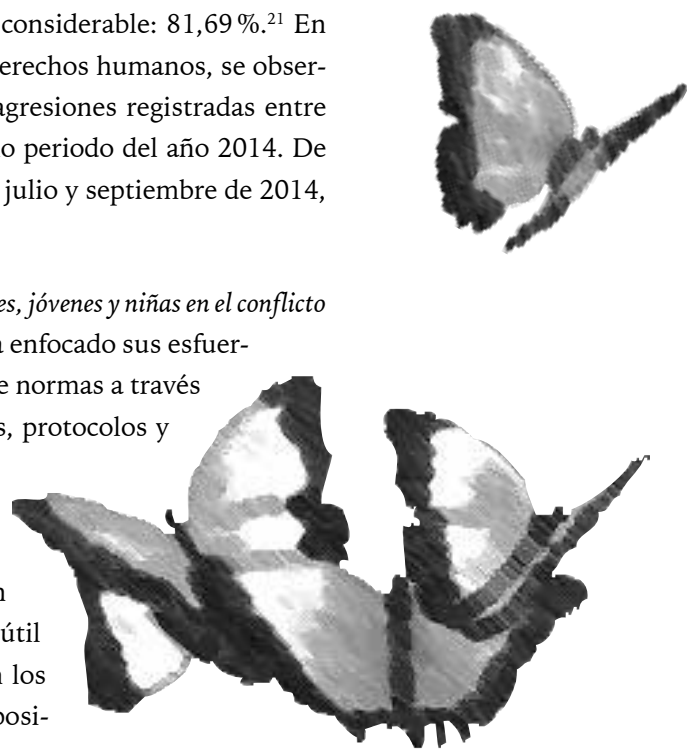 considerable: 81,69 %.²¹ En
erechos humanos, se obser-
agresiones registradas entre
o periodo del año 2014. De
julio y septiembre de 2014,
es, jóvenes y niñas en el conflicto
enfocado sus esfuer-
e normas a través
s, protocolos y
n
útil
los
posi-